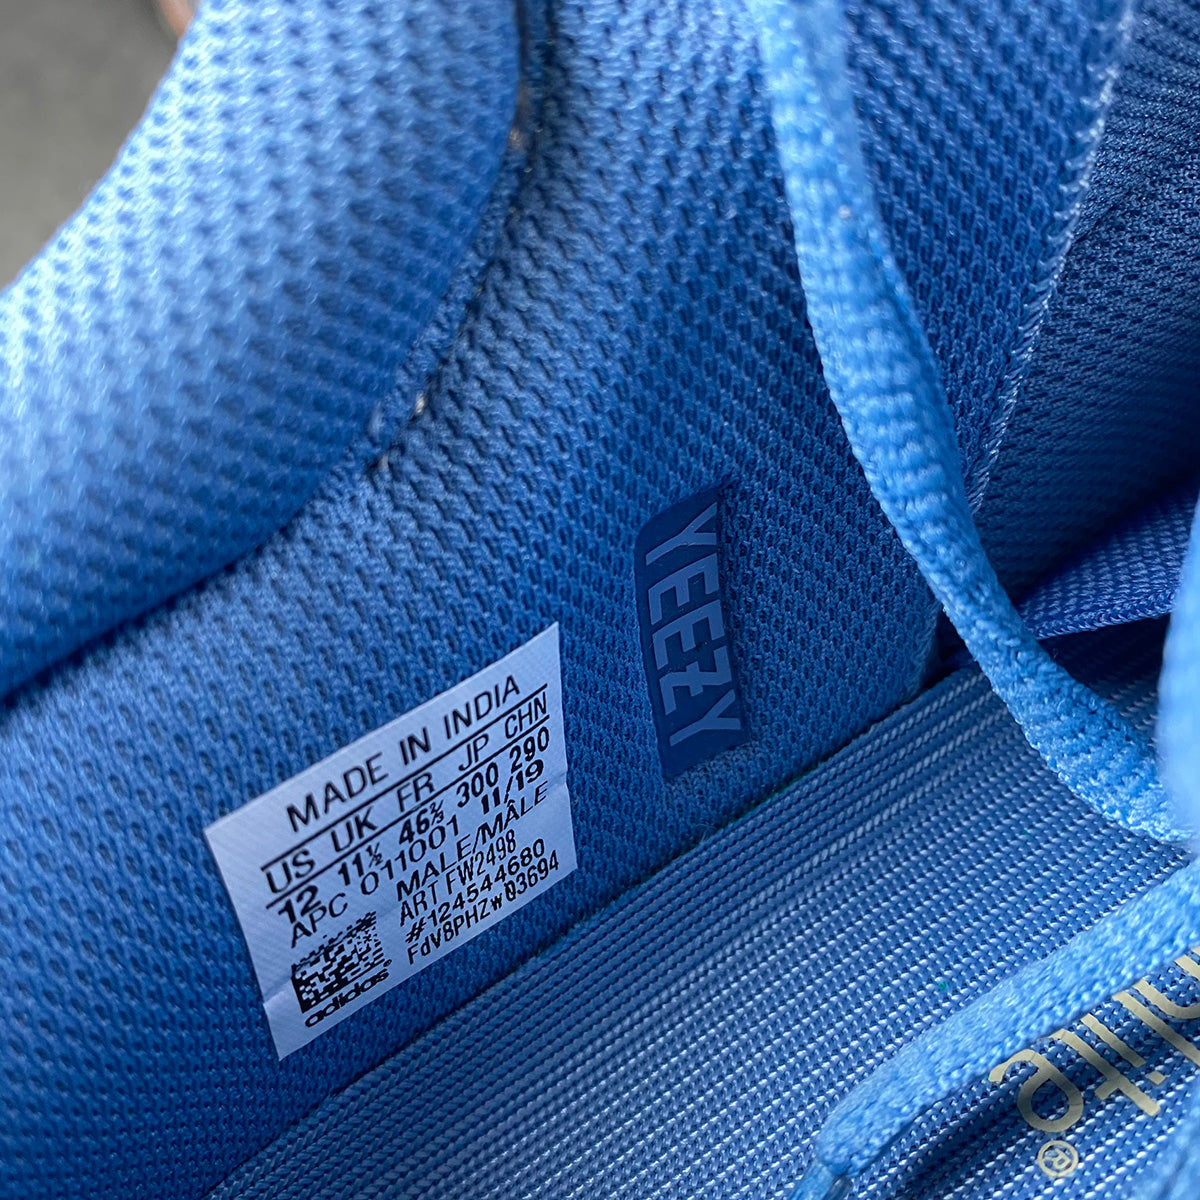 MADE IN INDIA
US UK FR JP CHN
12 11½ 46⅔ 300 290
APC 011001 11/19
MALE/MÂLE
ART FW2498
#124544680
FdV8PHZw03694
adidas
YEEZY